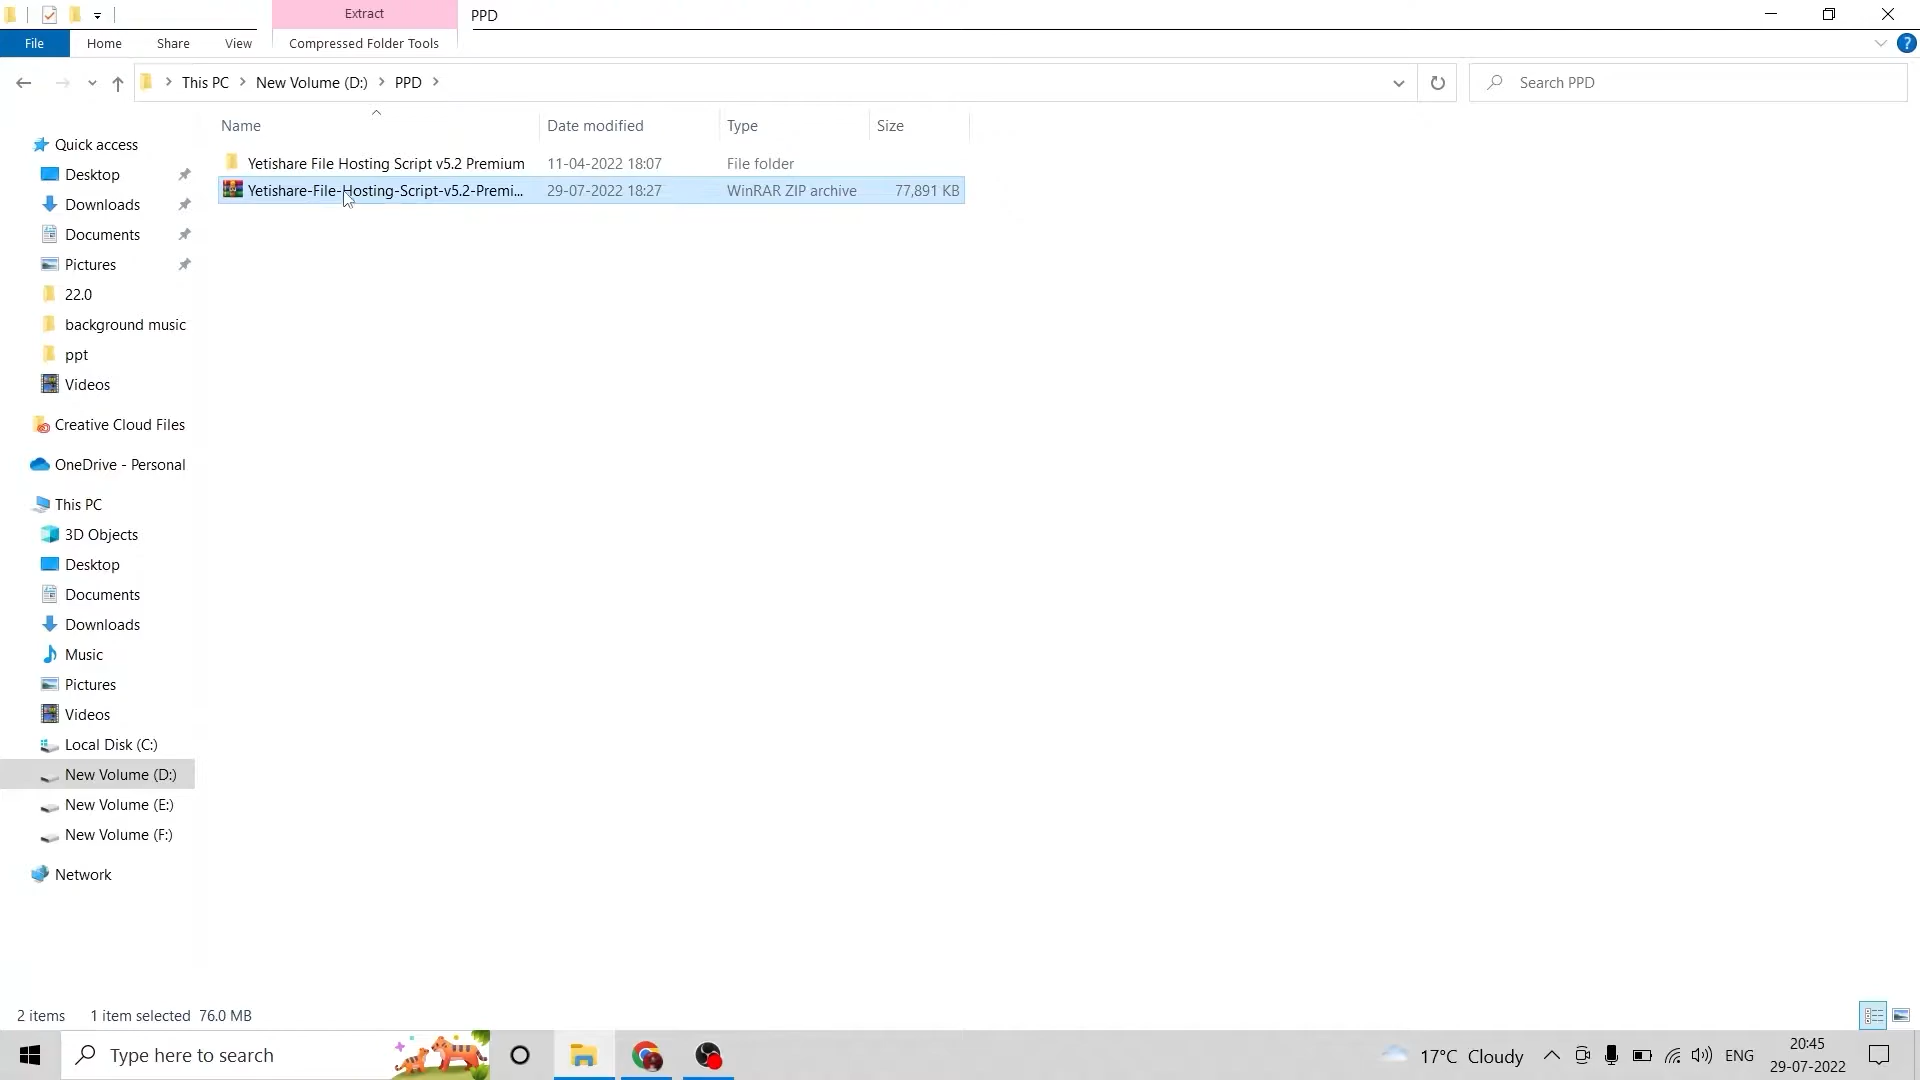 Extract
PPD
File
Home
Share
View
Compressed Folder Tools
This PC
New Volume (D:)
PPD
Search PPD
Name
Date modified
Type
Size
Yetishare File Hosting Script v5.2 Premium
11-04-2022 18:07
File folder
Yetishare-File-Hosting-Script-v5.2-Premi...
29-07-2022 18:27
WinRAR ZIP archive
77,891 KB
Quick access
Desktop
Downloads
Documents
Pictures
22.0
background music
ppt
Videos
Creative Cloud Files
OneDrive - Personal
This PC
3D Objects
Desktop
Documents
Downloads
Music
Pictures
Videos
Local Disk (C:)
New Volume (D:)
New Volume (E:)
New Volume (F:)
Network
2 items
1 item selected 76.0 MB
Type here to search
17°C Cloudy
ENG
20:45
29-07-2022